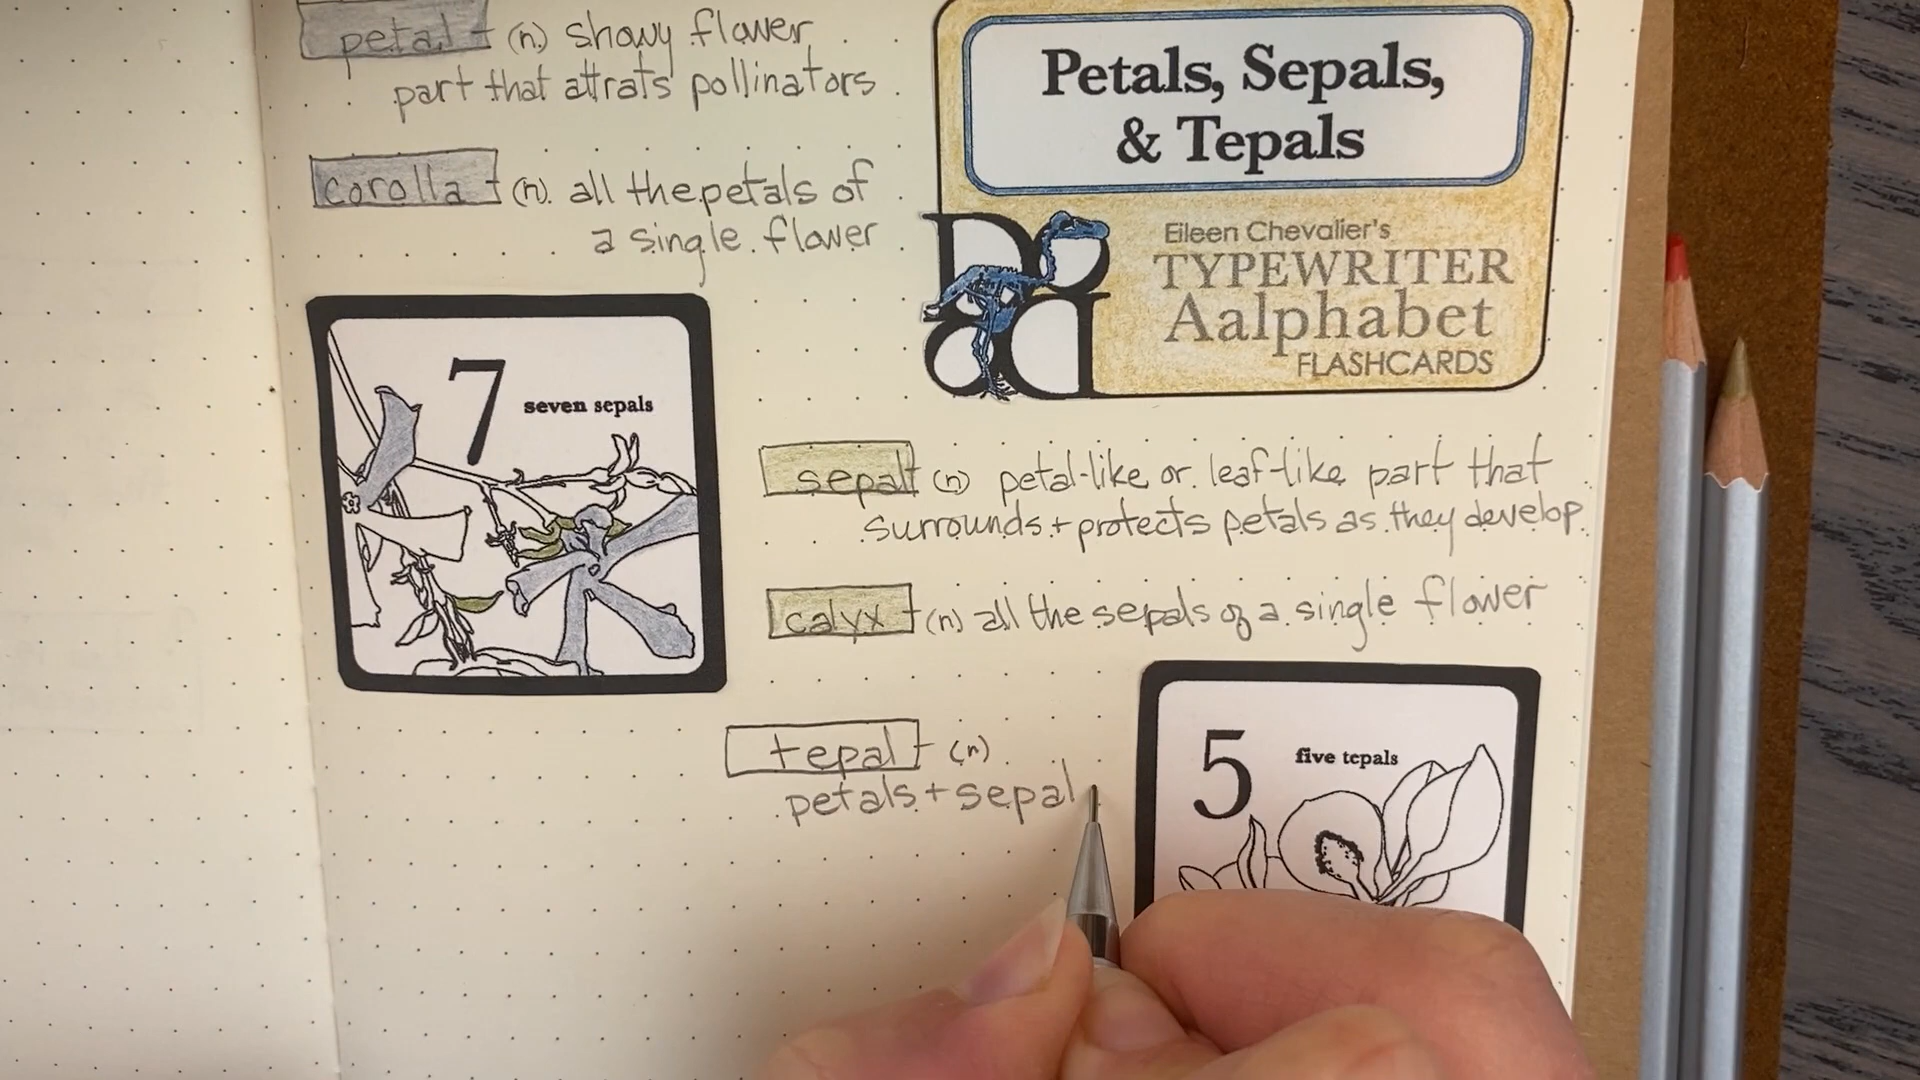 petal (n) showy flower
part that attrats pollinators
corolla (n) all the petals of
a single flower
Petals, Sepals,
& Tepals
Eileen Chevalier's
TYPEWRITER
Aalphabet
FLASHCARDS
7 seven sepals
sepal (n) petal-like or leaf-like part that
surrounds + protects petals as they develop
calyx (n) all the sepals of a single flower
tepal (n)
petals + sepal
5 five tepals